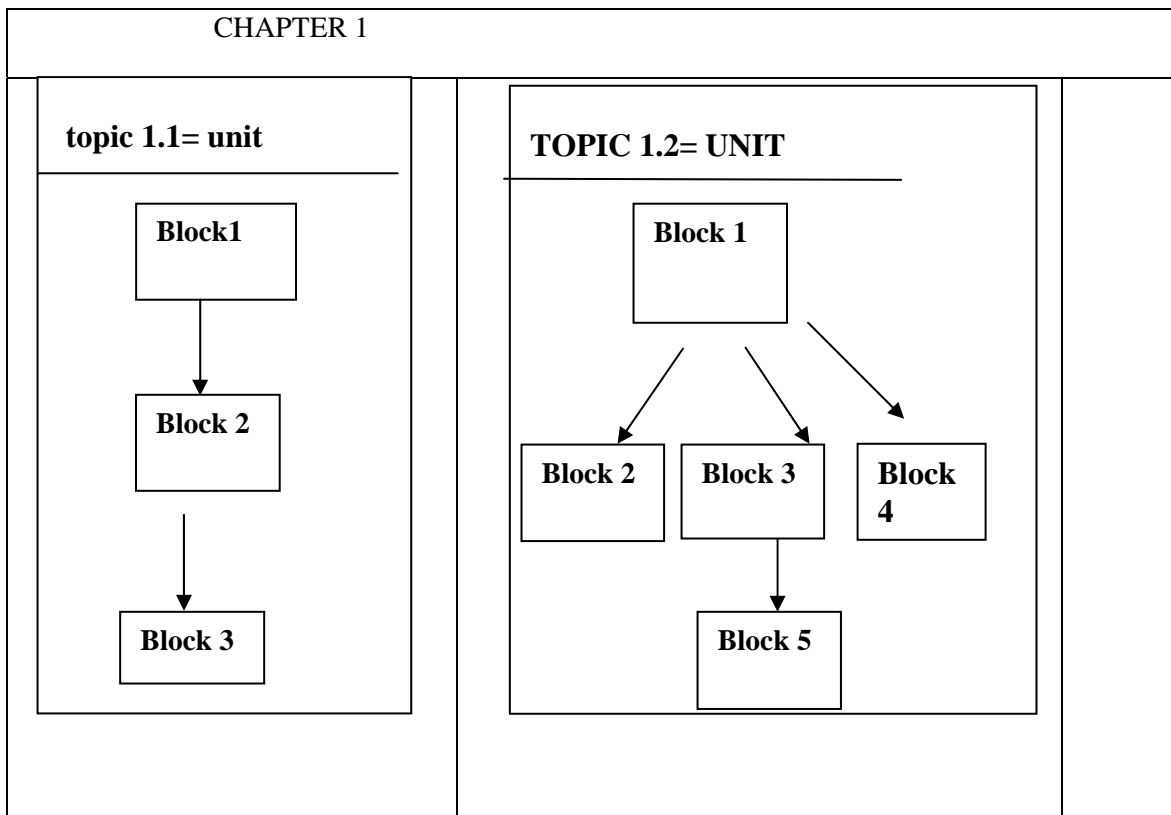 CHAPTER 1
topic 1.1= unit
Block1
Block 2
Block 3
TOPIC 1.2= UNIT
Block 1
Block 2
Block 3
Block
4
Block 5